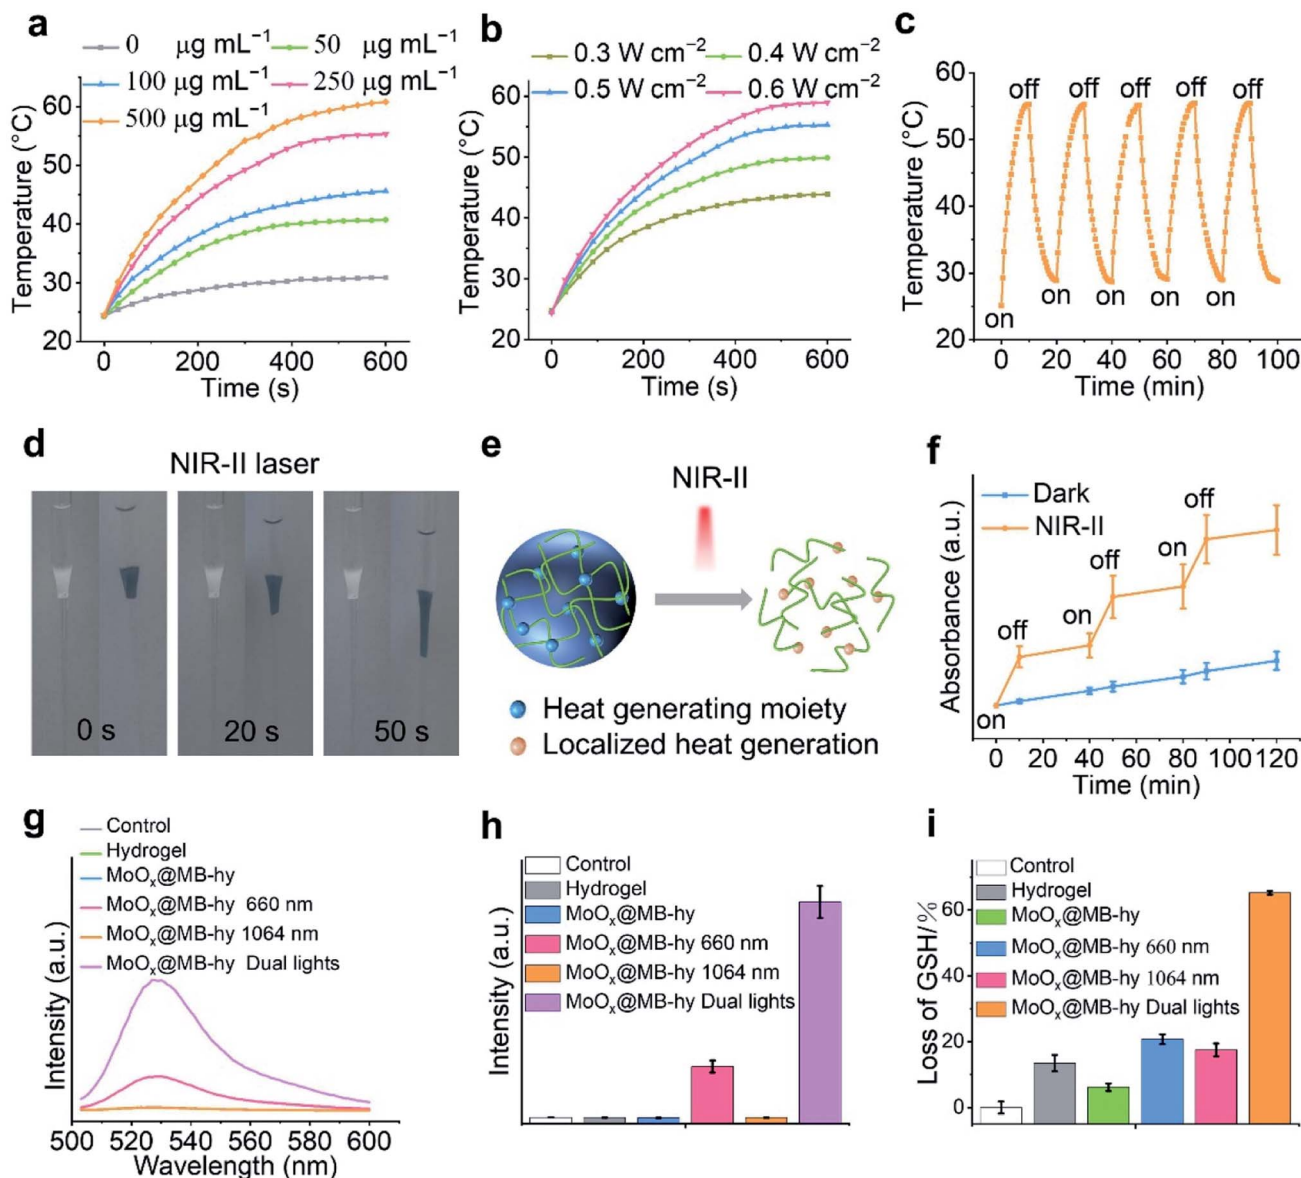 a
0 μg mL⁻¹ 50 μg mL⁻¹
100 μg mL⁻¹ 250 μg mL⁻¹
500 μg mL⁻¹
Temperature (°C)
60
50
40
30
20
0 200 400 600
Time (s)
b
0.3 W cm⁻² 0.4 W cm⁻²
0.5 W cm⁻² 0.6 W cm⁻²
Temperature (°C)
60
50
40
30
20
0 200 400 600
Time (s)
c
off off off off off
on on on on on
Temperature (°C)
60
50
40
30
20
0 20 40 60 80 100
Time (min)
d
NIR-II laser
0 s 20 s 50 s
e
NIR-II
Heat generating moiety
Localized heat generation
f
Dark
NIR-II
off
on
off
on
off
on
Absorbance (a.u.)
0 20 40 60 80 100 120
Time (min)
g
Control
Hydrogel
MoOₓ@MB-hy
MoOₓ@MB-hy 660 nm
MoOₓ@MB-hy 1064 nm
MoOₓ@MB-hy Dual lights
Intensity (a.u.)
500 520 540 560 580 600
Wavelength (nm)
h
Control
Hydrogel
MoOₓ@MB-hy
MoOₓ@MB-hy 660 nm
MoOₓ@MB-hy 1064 nm
MoOₓ@MB-hy Dual lights
Intensity (a.u.)
i
Control
Hydrogel
MoOₓ@MB-hy
MoOₓ@MB-hy 660 nm
MoOₓ@MB-hy 1064 nm
MoOₓ@MB-hy Dual lights
Loss of GSH/%
60
40
20
0